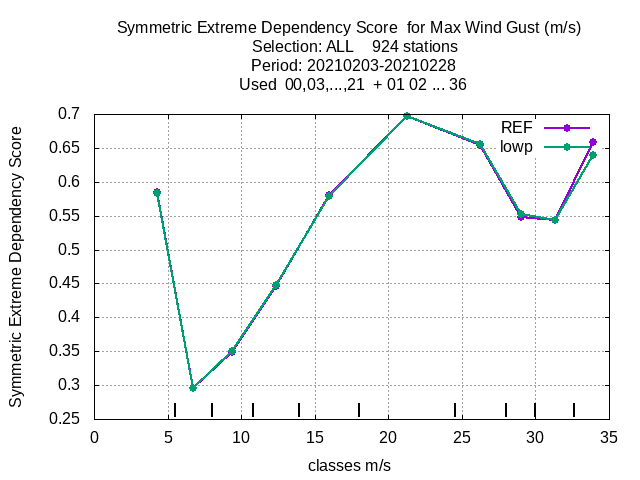 Symmetric Extreme Dependency Score  for Max Wind Gust (m/s)
Selection: ALL    924 stations
Period: 20210203-20210228
Used  00,03,...,21  + 01 02 ... 36
Symmetric Extreme Dependency Score
0.7
0.65
0.6
0.55
0.5
0.45
0.4
0.35
0.3
0.25
REF
lowp
0 5 10 15 20 25 30 35
classes m/s